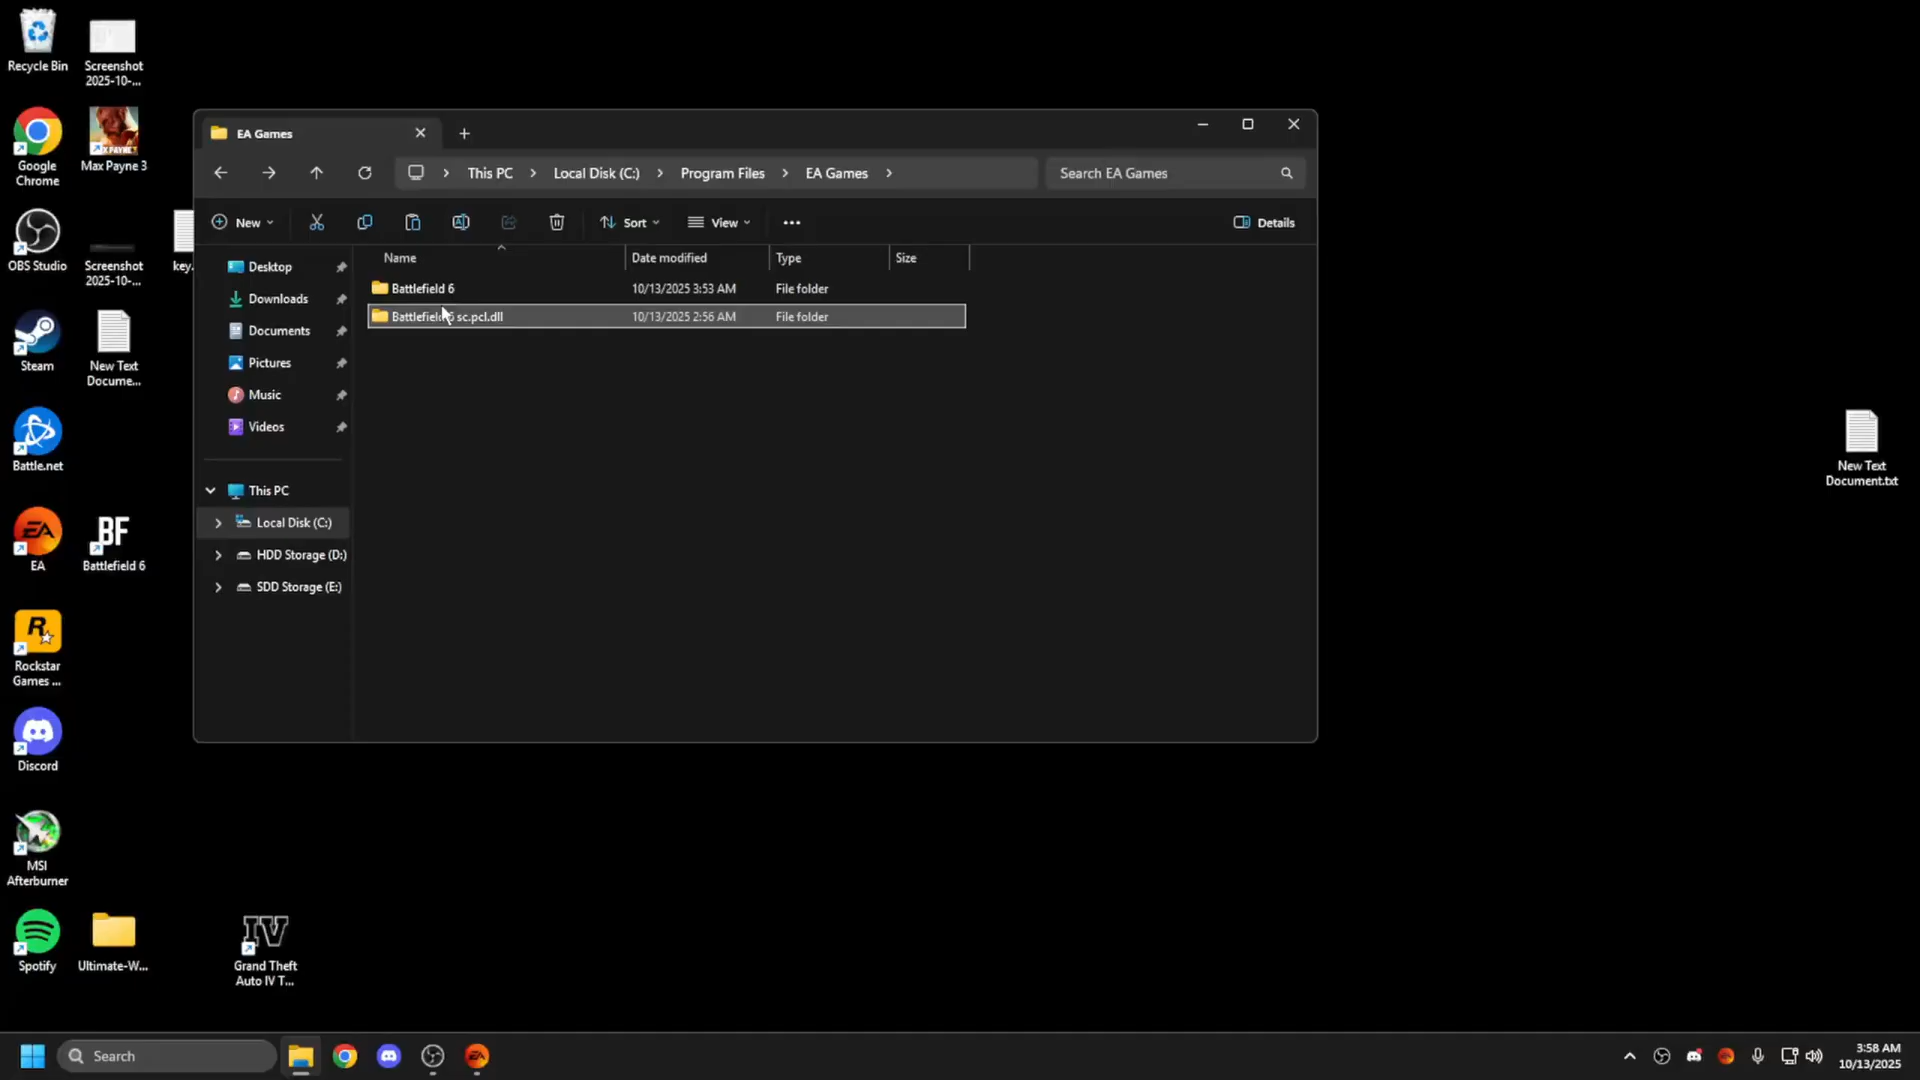 Recycle Bin
Screenshot
2025-10-...
Google
Chrome
Max Payne 3
OBS Studio
Screenshot
2025-10-...
key.
Steam
New Text
Docume...
Battle.net
EA
BF
Battlefield 6
Rockstar
Games ...
Discord
MSI
Afterburner
Spotify
Ultimate-W...
IV
Grand Theft
Auto IV T...
New Text
Document.txt
EA Games
This PC
Local Disk (C:)
Program Files
EA Games
Search EA Games
New
Sort
View
Details
Desktop
Downloads
Documents
Pictures
Music
Videos
This PC
Local Disk (C:)
HDD Storage (D:)
SDD Storage (E:)
Name Date modified Type Size
Battlefield 6 10/13/2025 3:53 AM File folder
Battlefield 6 sc.pcl.dll 10/13/2025 2:56 AM File folder
Search
3:58 AM
10/13/2025